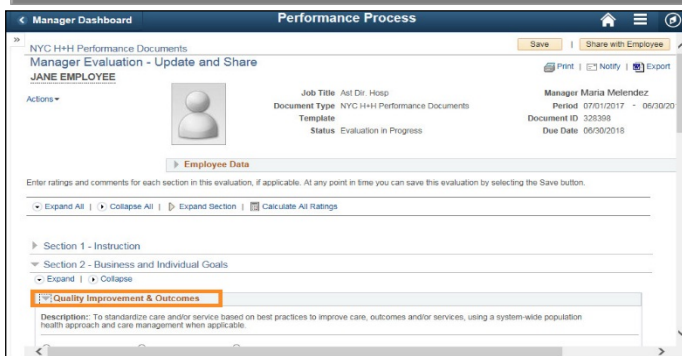 Manager Dashboard
Performance Process
NYC H+H Performance Documents
Save | Share with Employee
Manager Evaluation - Update and Share
Print | Notify | Export
JANE EMPLOYEE
Actions
Job Title Ast Dir. Hosp
Manager Maria Melendez
Document Type NYC H+H Performance Documents
Period 07/01/2017 - 06/30/20
Template
Document ID 328398
Status Evaluation in Progress
Due Date 06/30/2018
Employee Data
Enter ratings and comments for each section in this evaluation, if applicable. At any point in time you can save this evaluation by selecting the Save button.
Expand All | Collapse All | Expand Section | Calculate All Ratings
Section 1 - Instruction
Section 2 - Business and Individual Goals
Expand | Collapse
Quality Improvement & Outcomes
Description: To standardize care and/or service based on best practices to improve care, outcomes and/or services, using a system-wide population
health approach and care management when applicable.